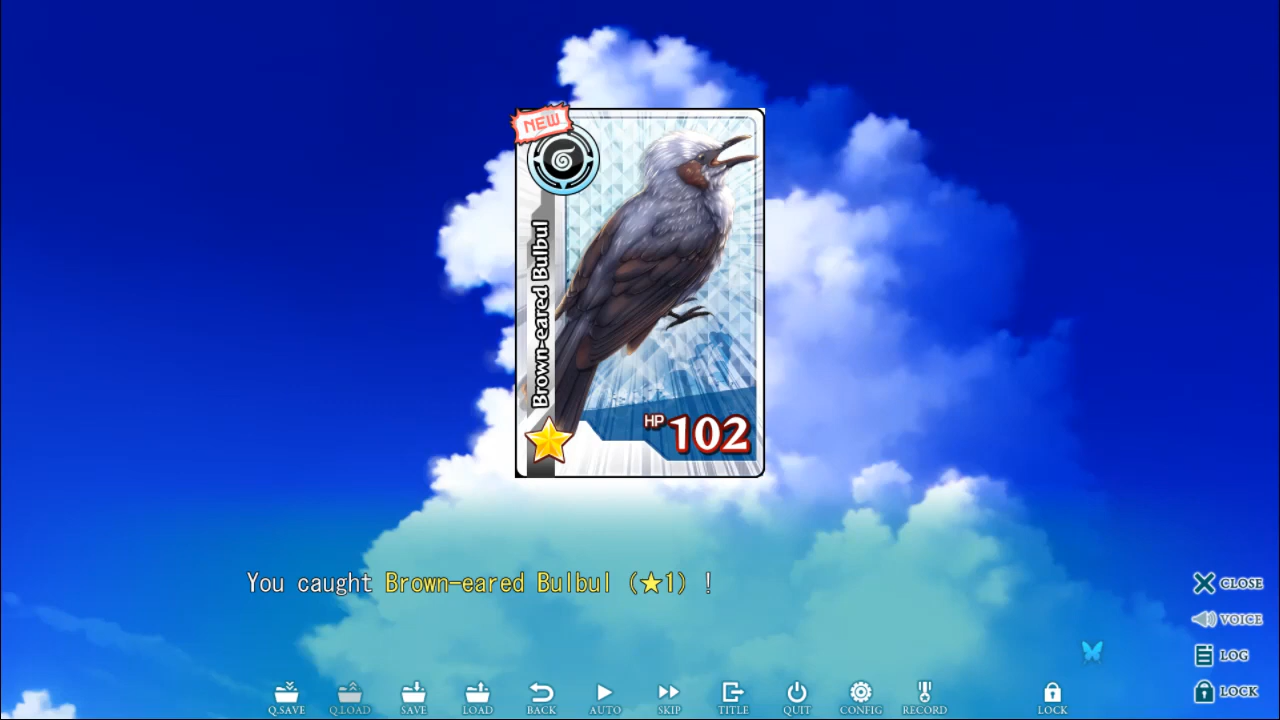 NEW
Brown-eared Bulbul
HP 102
You caught Brown-eared Bulbul (★1) !
CLOSE
VOICE
LOG
LOCK
Q.SAVE Q.LOAD SAVE LOAD BACK AUTO SKIP TITLE QUIT CONFIG RECORD LOCK